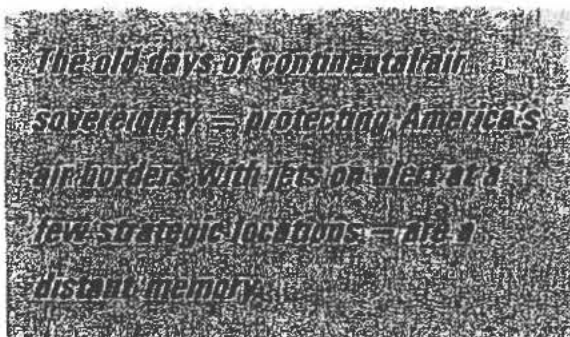 The old days of continental air
sovereignty — protecting America's
air borders with jets on alert at a
few strategic locations — are a
distant memory.